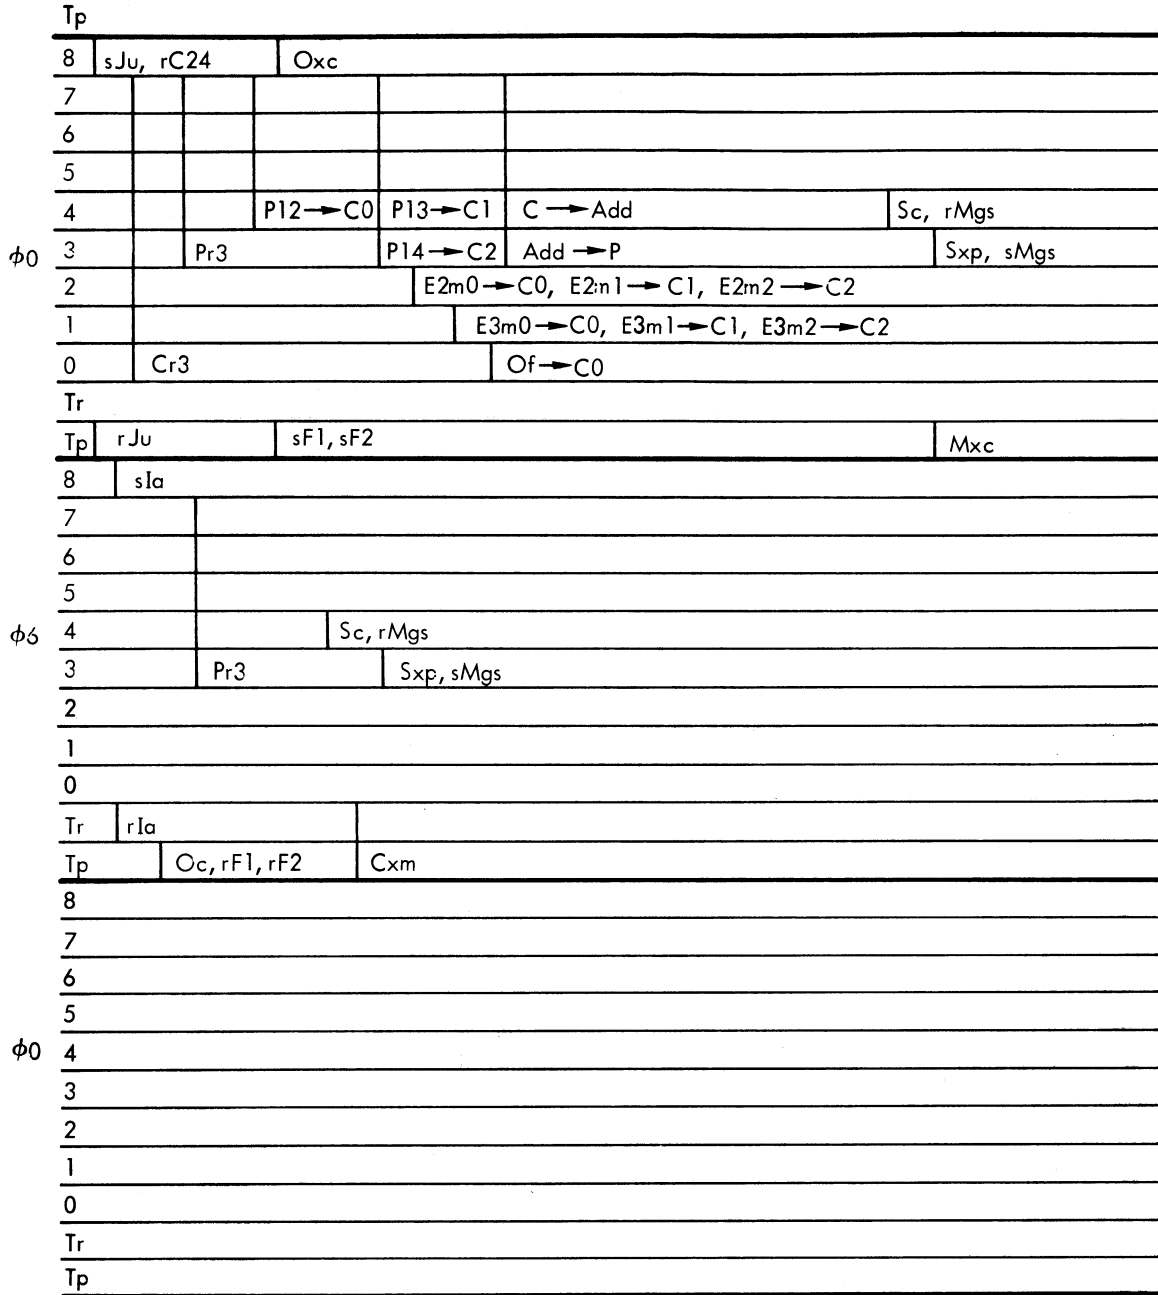 Tp
8 sJu, rC24 Oxc
7
6
5
4 P12→C0 P13→C1 C→Add Sc, rMgs
ϕ0 3 Pr3 P14→C2 Add→P Sxp, sMgs
2 E2m0→C0, E2m1→C1, E2m2→C2
1 E3m0→C0, E3m1→C1, E3m2→C2
0 Cr3 Of→C0
Tr
Tp rJu sF1, sF2 Mxc
8 sIa
7
6
5
ϕ6 4 Sc, rMgs
3 Pr3 Sxp, sMgs
2
1
0
Tr rIa
Tp Oc, rF1, rF2 Cxm
8
7
6
5
ϕ0 4
3
2
1
0
Tr
Tp